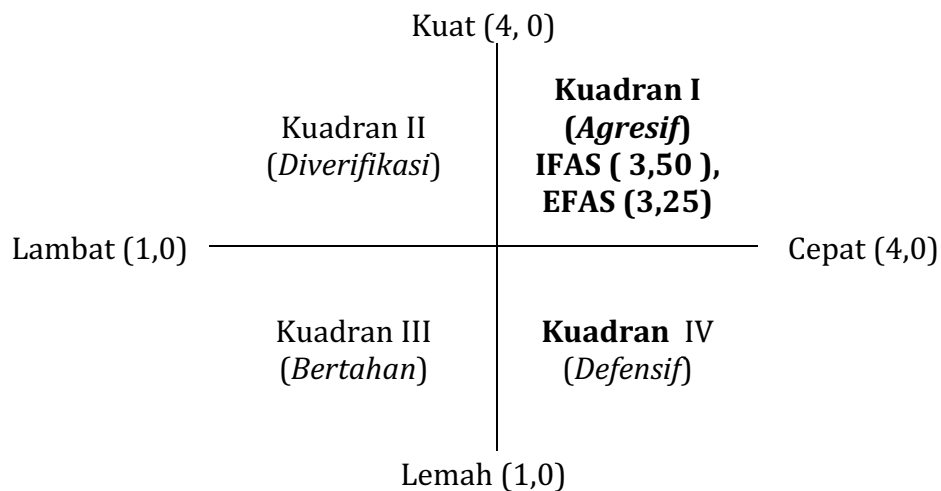 Kuat (4, 0)
Kuadran I
(Agresif)
IFAS ( 3,50 ),
EFAS (3,25)
Kuadran II
(Diverifikasi)
Lambat (1,0)
Cepat (4,0)
Kuadran III
(Bertahan)
Kuadran IV
(Defensif)
Lemah (1,0)